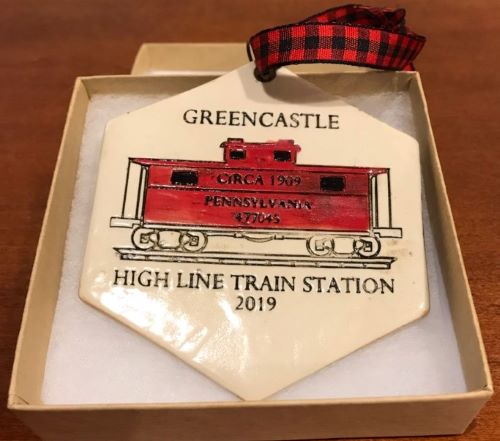 GREENCASTLE
CIRCA 1909
PENNSYLVANIA
477045
HIGH LINE TRAIN STATION
2019